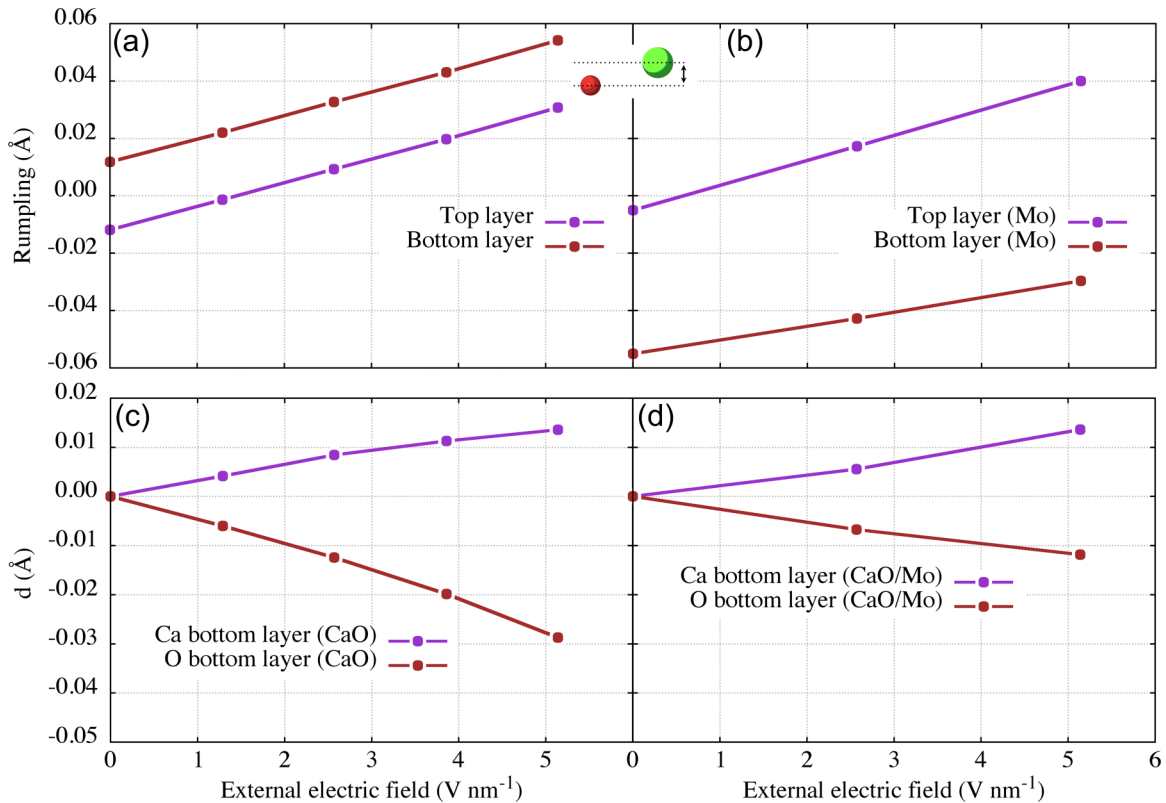 (a)
(b)
Rumpling (Å)
0.06
0.04
0.02
0.00
-0.02
-0.04
-0.06
Top layer
Bottom layer
Top layer (Mo)
Bottom layer (Mo)
(c)
(d)
d (Å)
0.02
0.01
0.00
-0.01
-0.02
-0.03
-0.04
-0.05
Ca bottom layer (CaO)
O bottom layer (CaO)
Ca bottom layer (CaO/Mo)
O bottom layer (CaO/Mo)
0 1 2 3 4 5 0 1 2 3 4 5 6
External electric field (V nm⁻¹) External electric field (V nm⁻¹)